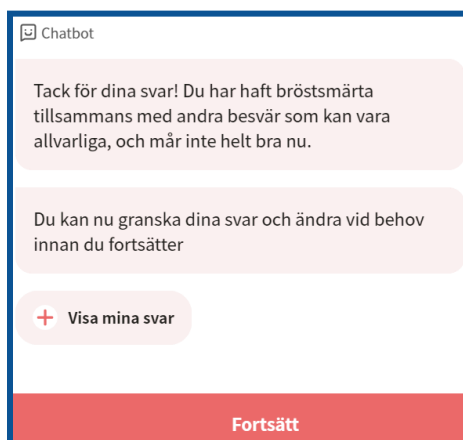 Chatbot
Tack för dina svar! Du har haft bröstsmärta
tillsammans med andra besvär som kan vara
allvarliga, och mår inte helt bra nu.
Du kan nu granska dina svar och ändra vid behov
innan du fortsätter
Visa mina svar
Fortsätt